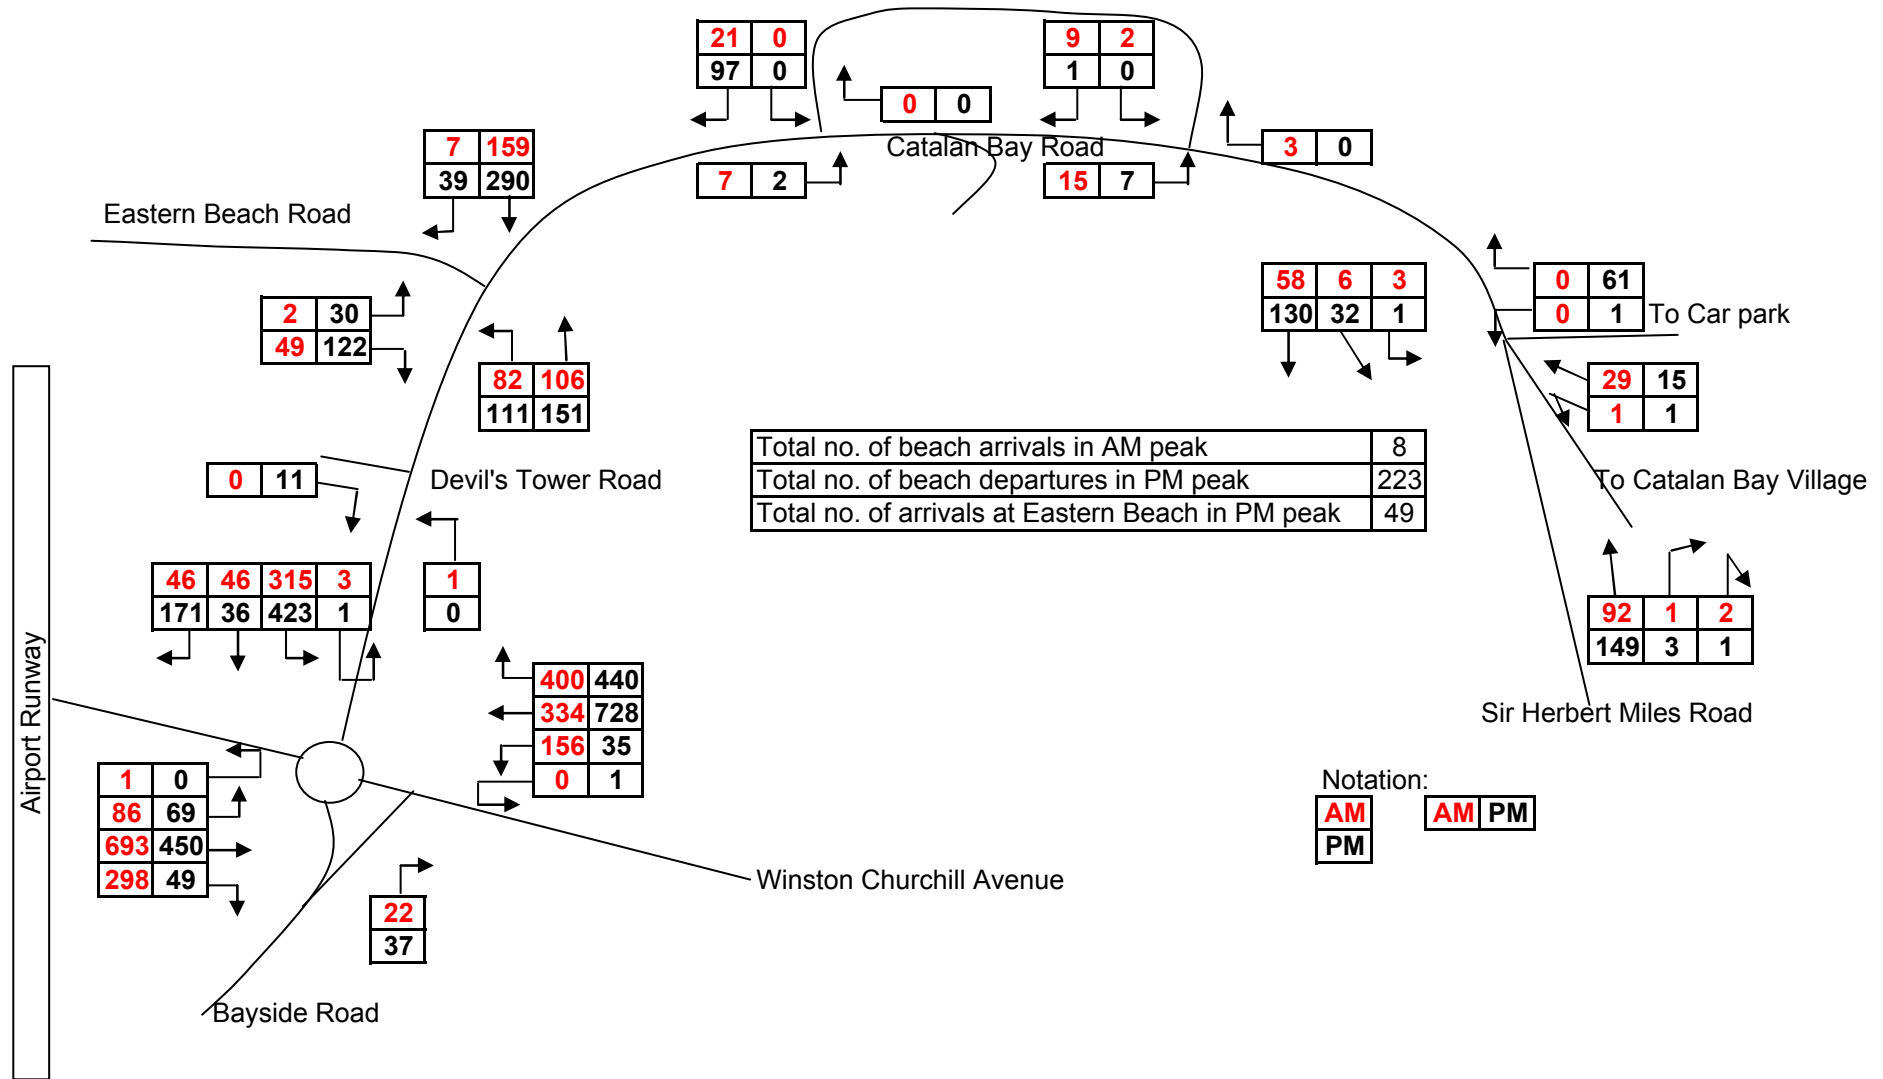 21 0
97 0
9 2
1 0
0 0
Catalan Bay Road
3 0
7 159
39 290
7 2
15 7
Eastern Beach Road
2 30
49 122
58 6 3
130 32 1
0 61
0 1
To Car park
82 106
111 151
29 15
1 1
Total no. of beach arrivals in AM peak 8
Total no. of beach departures in PM peak 223
Total no. of arrivals at Eastern Beach in PM peak 49
0 11
Devil's Tower Road
To Catalan Bay Village
46 46 315 3
171 36 423 1
1
0
92 1 2
149 3 1
Airport Runway
400 440
334 728
156 35
0 1
Sir Herbert Miles Road
1 0
86 69
693 450
298 49
Notation:
AM
PM
AM PM
Winston Churchill Avenue
22
37
Bayside Road